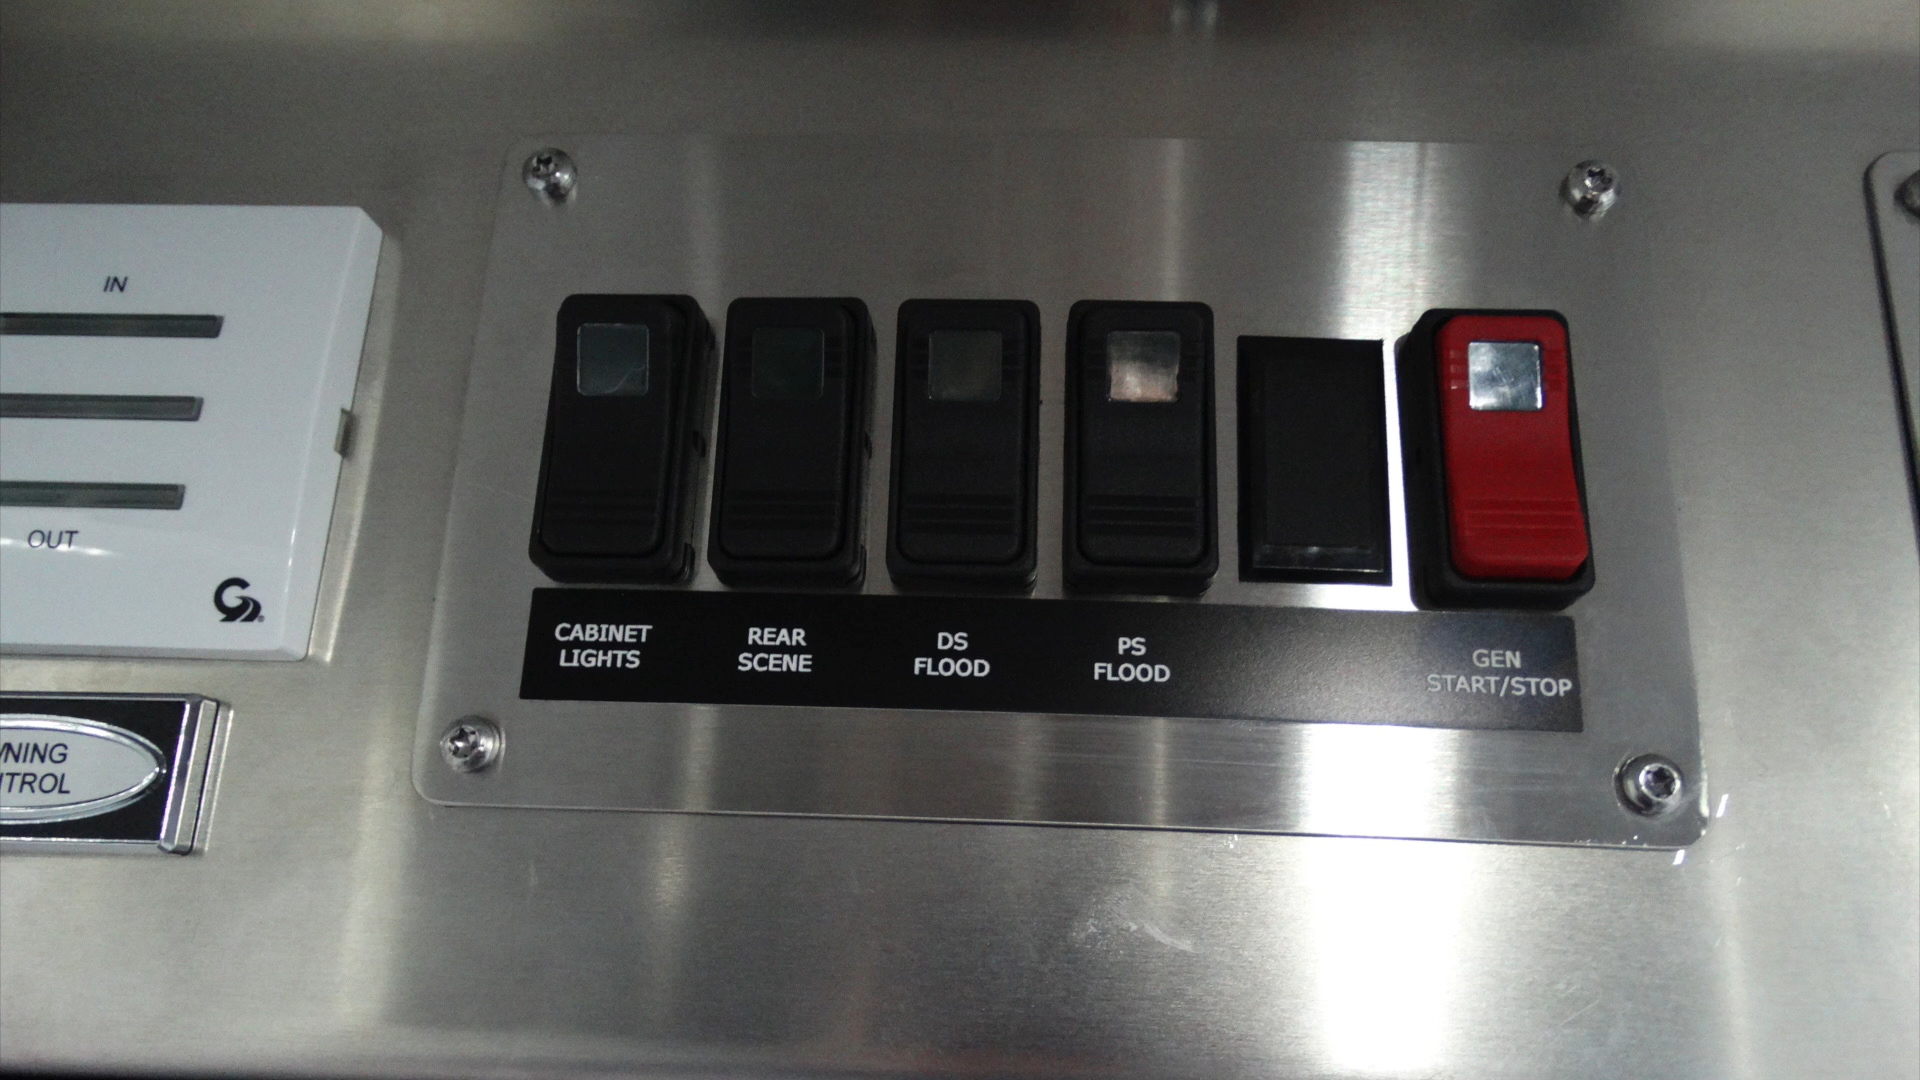 IN
OUT
CABINET
LIGHTS
REAR
SCENE
DS
FLOOD
PS
FLOOD
GEN
START/STOP